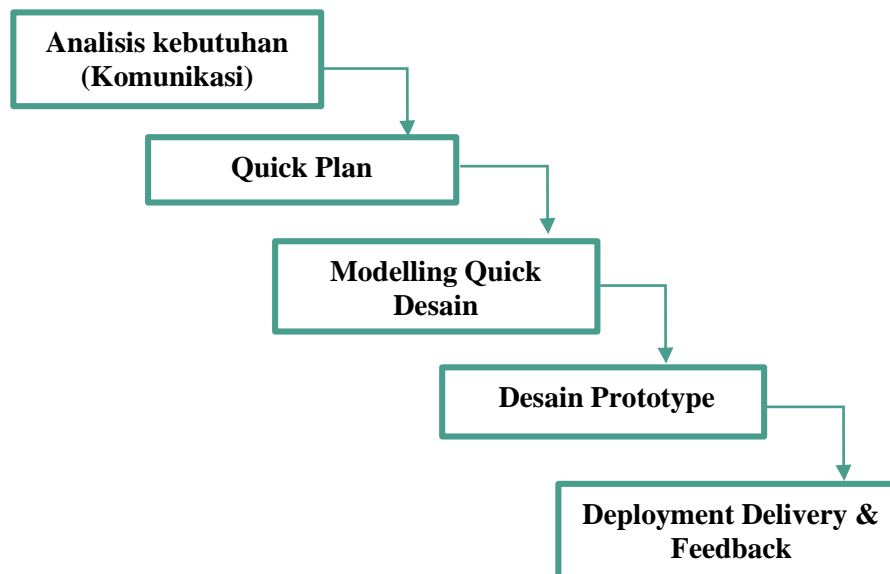 Analisis kebutuhan
(Komunikasi)
Quick Plan
Modelling Quick
Desain
Desain Prototype
Deployment Delivery &
Feedback